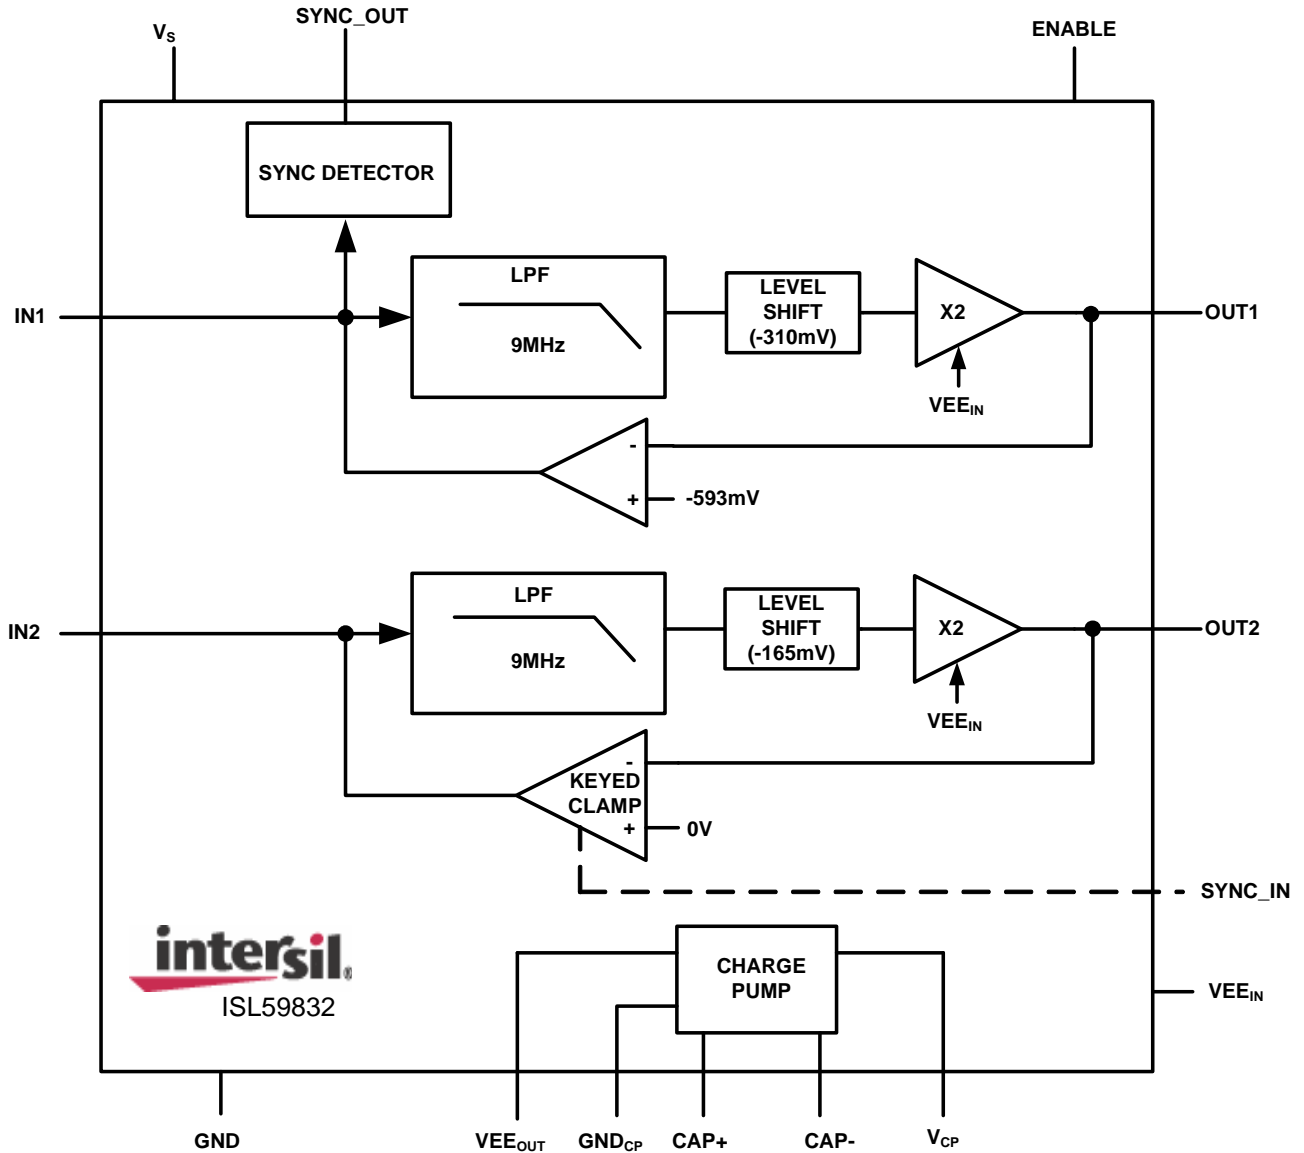 SYNC_OUT
VS
ENABLE
SYNC DETECTOR
LPF
9MHz
LEVEL
SHIFT
(-310mV)
X2
IN1
OUT1
VEEIN
-
+
-593mV
LPF
9MHz
LEVEL
SHIFT
(-165mV)
X2
IN2
OUT2
VEEIN
-
KEYED
CLAMP
+
0V
SYNC_IN
intersil®
ISL59832
CHARGE
PUMP
VEEIN
GND
VEEOUT
GNDCP
CAP+
CAP-
VCP